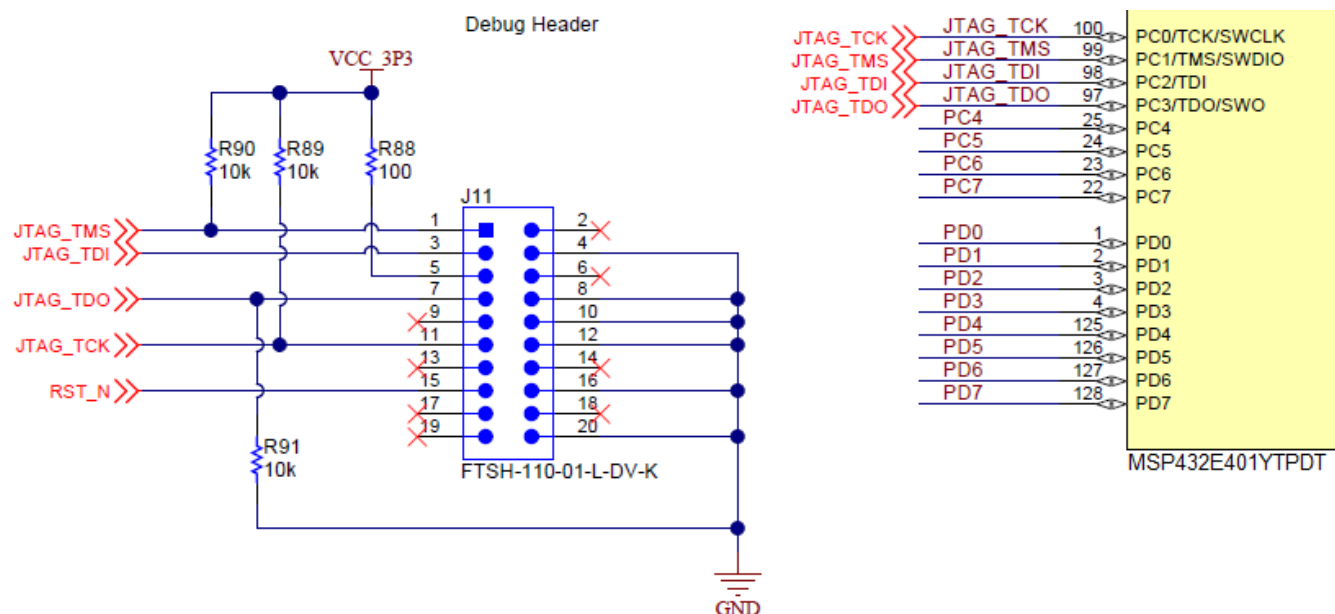 Debug Header
VCC_3P3
R90
10k
R89
10k
R88
100
J11
JTAG_TMS 1 2
JTAG_TDI 3 4
5 6
JTAG_TDO 7 8
9 10
JTAG_TCK 11 12
13 14
RST_N 15 16
17 18
19 20
R91
10k
FTSH-110-01-L-DV-K
GND
JTAG_TCK JTAG_TCK 100 PC0/TCK/SWCLK
JTAG_TMS JTAG_TMS 99 PC1/TMS/SWDIO
JTAG_TDI JTAG_TDI 98 PC2/TDI
JTAG_TDO JTAG_TDO 97 PC3/TDO/SWO
PC4 25 PC4
PC5 24 PC5
PC6 23 PC6
PC7 22 PC7
PD0 1 PD0
PD1 2 PD1
PD2 3 PD2
PD3 4 PD3
PD4 125 PD4
PD5 126 PD5
PD6 127 PD6
PD7 128 PD7
MSP432E401YTPDT